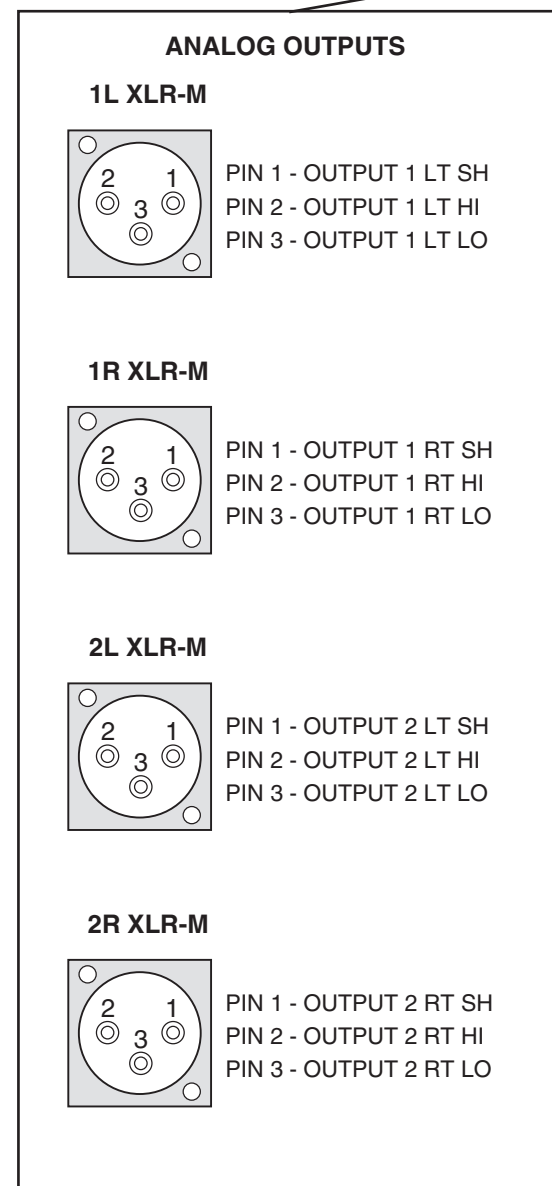 ANALOG OUTPUTS
1L XLR-M
2 1
3
PIN 1 - OUTPUT 1 LT SH
PIN 2 - OUTPUT 1 LT HI
PIN 3 - OUTPUT 1 LT LO
1R XLR-M
2 1
3
PIN 1 - OUTPUT 1 RT SH
PIN 2 - OUTPUT 1 RT HI
PIN 3 - OUTPUT 1 RT LO
2L XLR-M
2 1
3
PIN 1 - OUTPUT 2 LT SH
PIN 2 - OUTPUT 2 LT HI
PIN 3 - OUTPUT 2 LT LO
2R XLR-M
2 1
3
PIN 1 - OUTPUT 2 RT SH
PIN 2 - OUTPUT 2 RT HI
PIN 3 - OUTPUT 2 RT LO